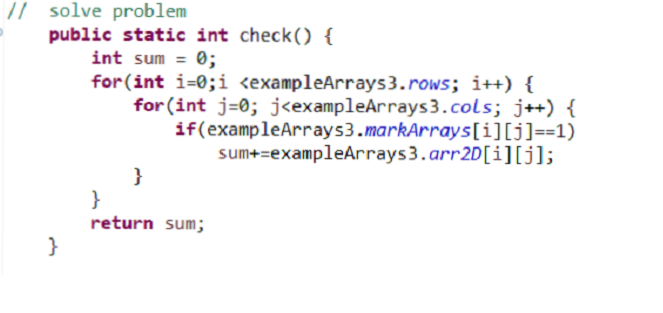 // solve problem
public static int check() {
int sum = 0;
for(int i=0;i <exampleArrays3.rows; i++) {
for(int j=0; j<exampleArrays3.cols; j++) {
if(exampleArrays3.markArrays[i][j]==1)
sum+=exampleArrays3.arr2D[i][j];
}
}
return sum;
}